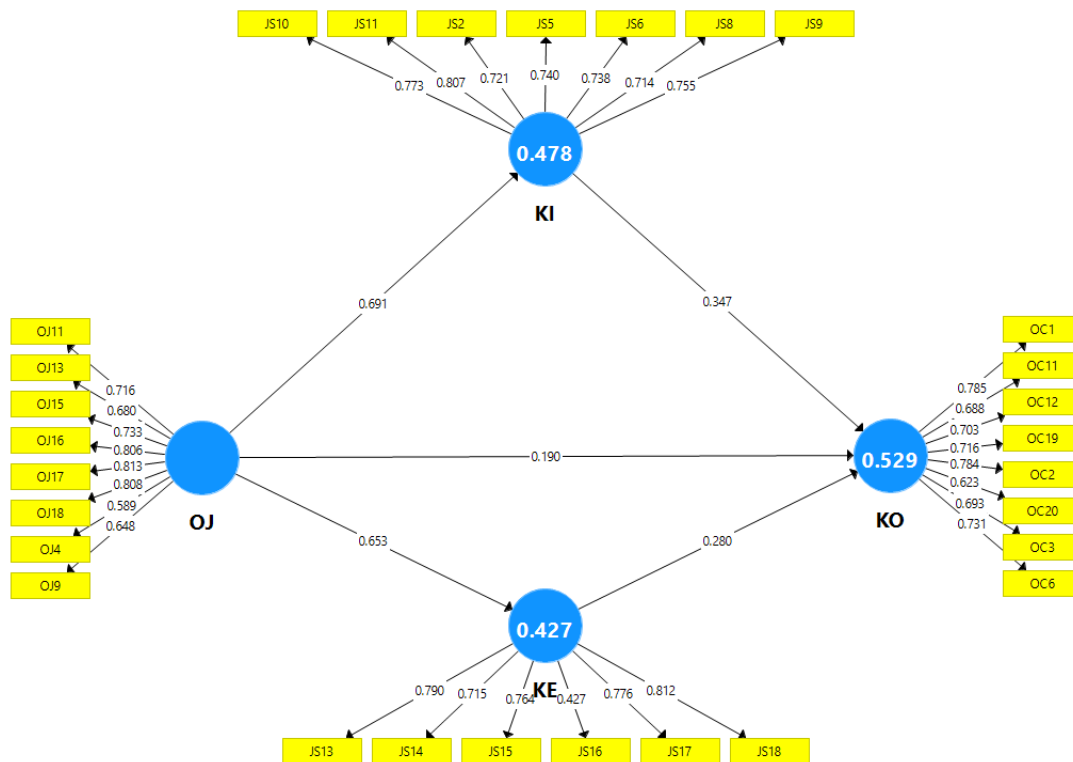 JS10 JS11 JS2 JS5 JS6 JS8 JS9
0.773 0.807 0.721 0.740 0.738 0.714 0.755
0.478
KI
0.691
0.347
OJ11
OJ13
OJ15
OJ16
OJ17
OJ18
OJ4
OJ9
0.716
0.680
0.733
0.806
0.813
0.808
0.589
0.648
OJ
0.190
0.529
KO
0.785
0.688
0.703
0.716
0.784
0.623
0.693
0.731
OC1
OC11
OC12
OC19
OC2
OC20
OC3
OC6
0.653
0.280
0.427
KE
0.790 0.715 0.764 0.427 0.776 0.812
JS13 JS14 JS15 JS16 JS17 JS18